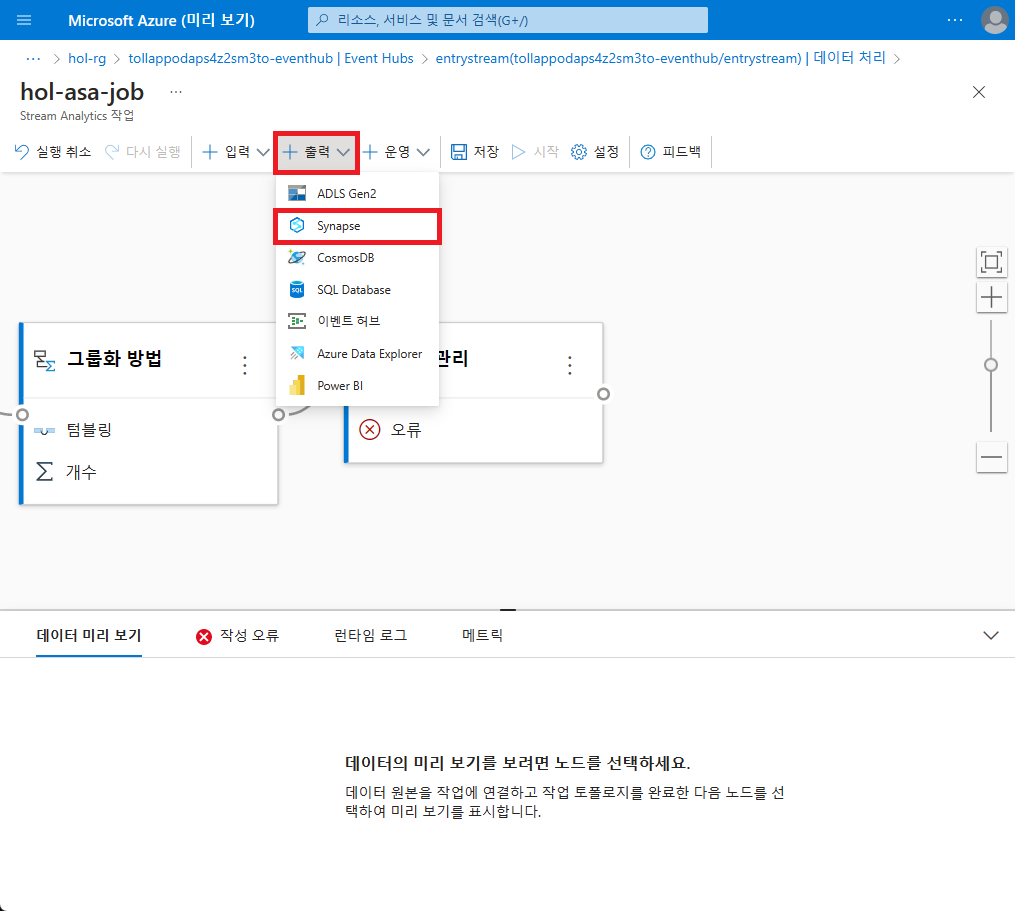 Microsoft Azure (미리 보기)
리소스, 서비스 및 문서 검색(G+/)
hol-rg > tollappodaps4z2sm3to-eventhub | Event Hubs > entrystream(tollappodaps4z2sm3to-eventhub/entrystream) | 데이터 처리 >
hol-asa-job ...
Stream Analytics 작업
실행 취소 다시 실행 입력 출력 운영 저장 시작 설정 피드백
ADLS Gen2
Synapse
CosmosDB
SQL Database
이벤트 허브
Azure Data Explorer
Power BI
그룹화 방법
텀블링
개수
관리
오류
데이터 미리 보기 작성 오류 런타임 로그 메트릭
데이터의 미리 보기를 보려면 노드를 선택하세요.
데이터 원본을 작업에 연결하고 작업 토폴로지를 완료한 다음 노드를 선
택하여 미리 보기를 표시합니다.